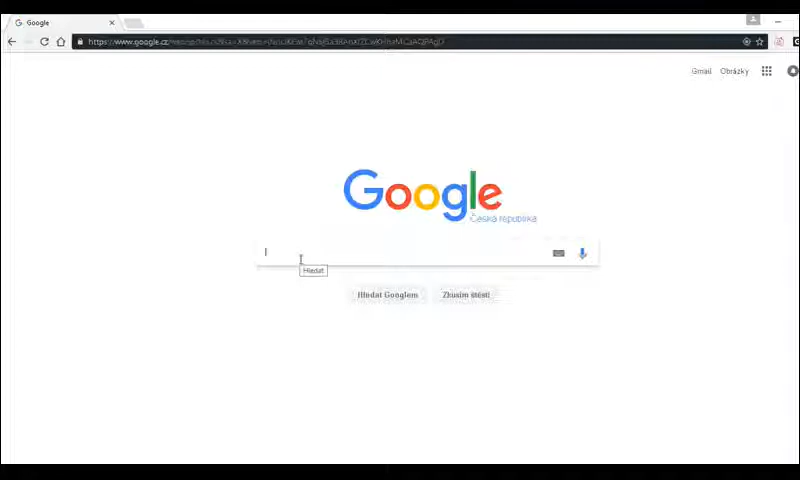 Google
https://www.google.cz/
Gmail Obrázky
Google
Česká republika
Hledat
Hledat Googlem Zkusím štěstí